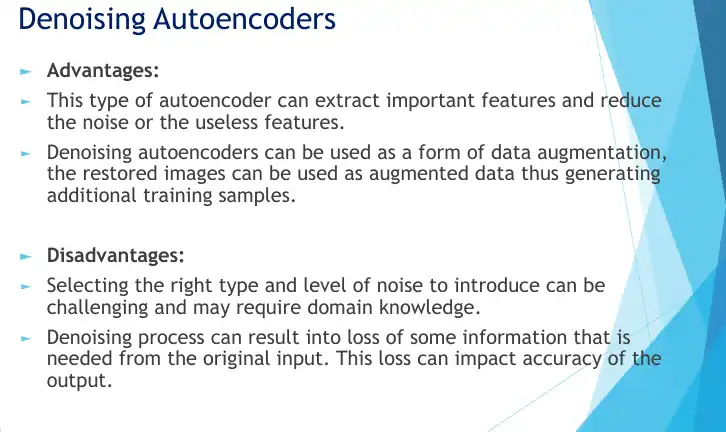 Denoising Autoencoders
► Advantages:
► This type of autoencoder can extract important features and reduce
the noise or the useless features.
► Denoising autoencoders can be used as a form of data augmentation,
the restored images can be used as augmented data thus generating
additional training samples.
► Disadvantages:
► Selecting the right type and level of noise to introduce can be
challenging and may require domain knowledge.
► Denoising process can result into loss of some information that is
needed from the original input. This loss can impact accuracy of the
output.